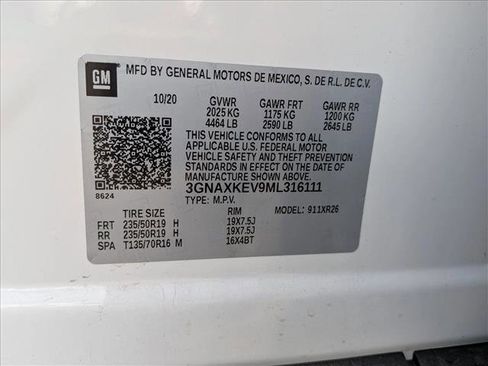 GM
MFD BY GENERAL MOTORS DE MEXICO, S. DE R.L. DE C.V.
10/20 GVWR GAWR FRT GAWR RR
2025 KG 1175 KG 1200 KG
4464 LB 2590 LB 2645 LB
THIS VEHICLE CONFORMS TO ALL
APPLICABLE U.S. FEDERAL MOTOR
VEHICLE SAFETY AND THEFT PREVENTION
STANDARDS IN EFFECT ON THE DATE OF
MANUFACTURE SHOWN ABOVE.
8624 3GNAXKEV9ML316111
TYPE: M.P.V. MODEL: 911XR26
TIRE SIZE RIM
FRT 235/50R19 H 19X7.5J
RR 235/50R19 H 19X7.5J
SPA T135/70R16 M 16X4BT